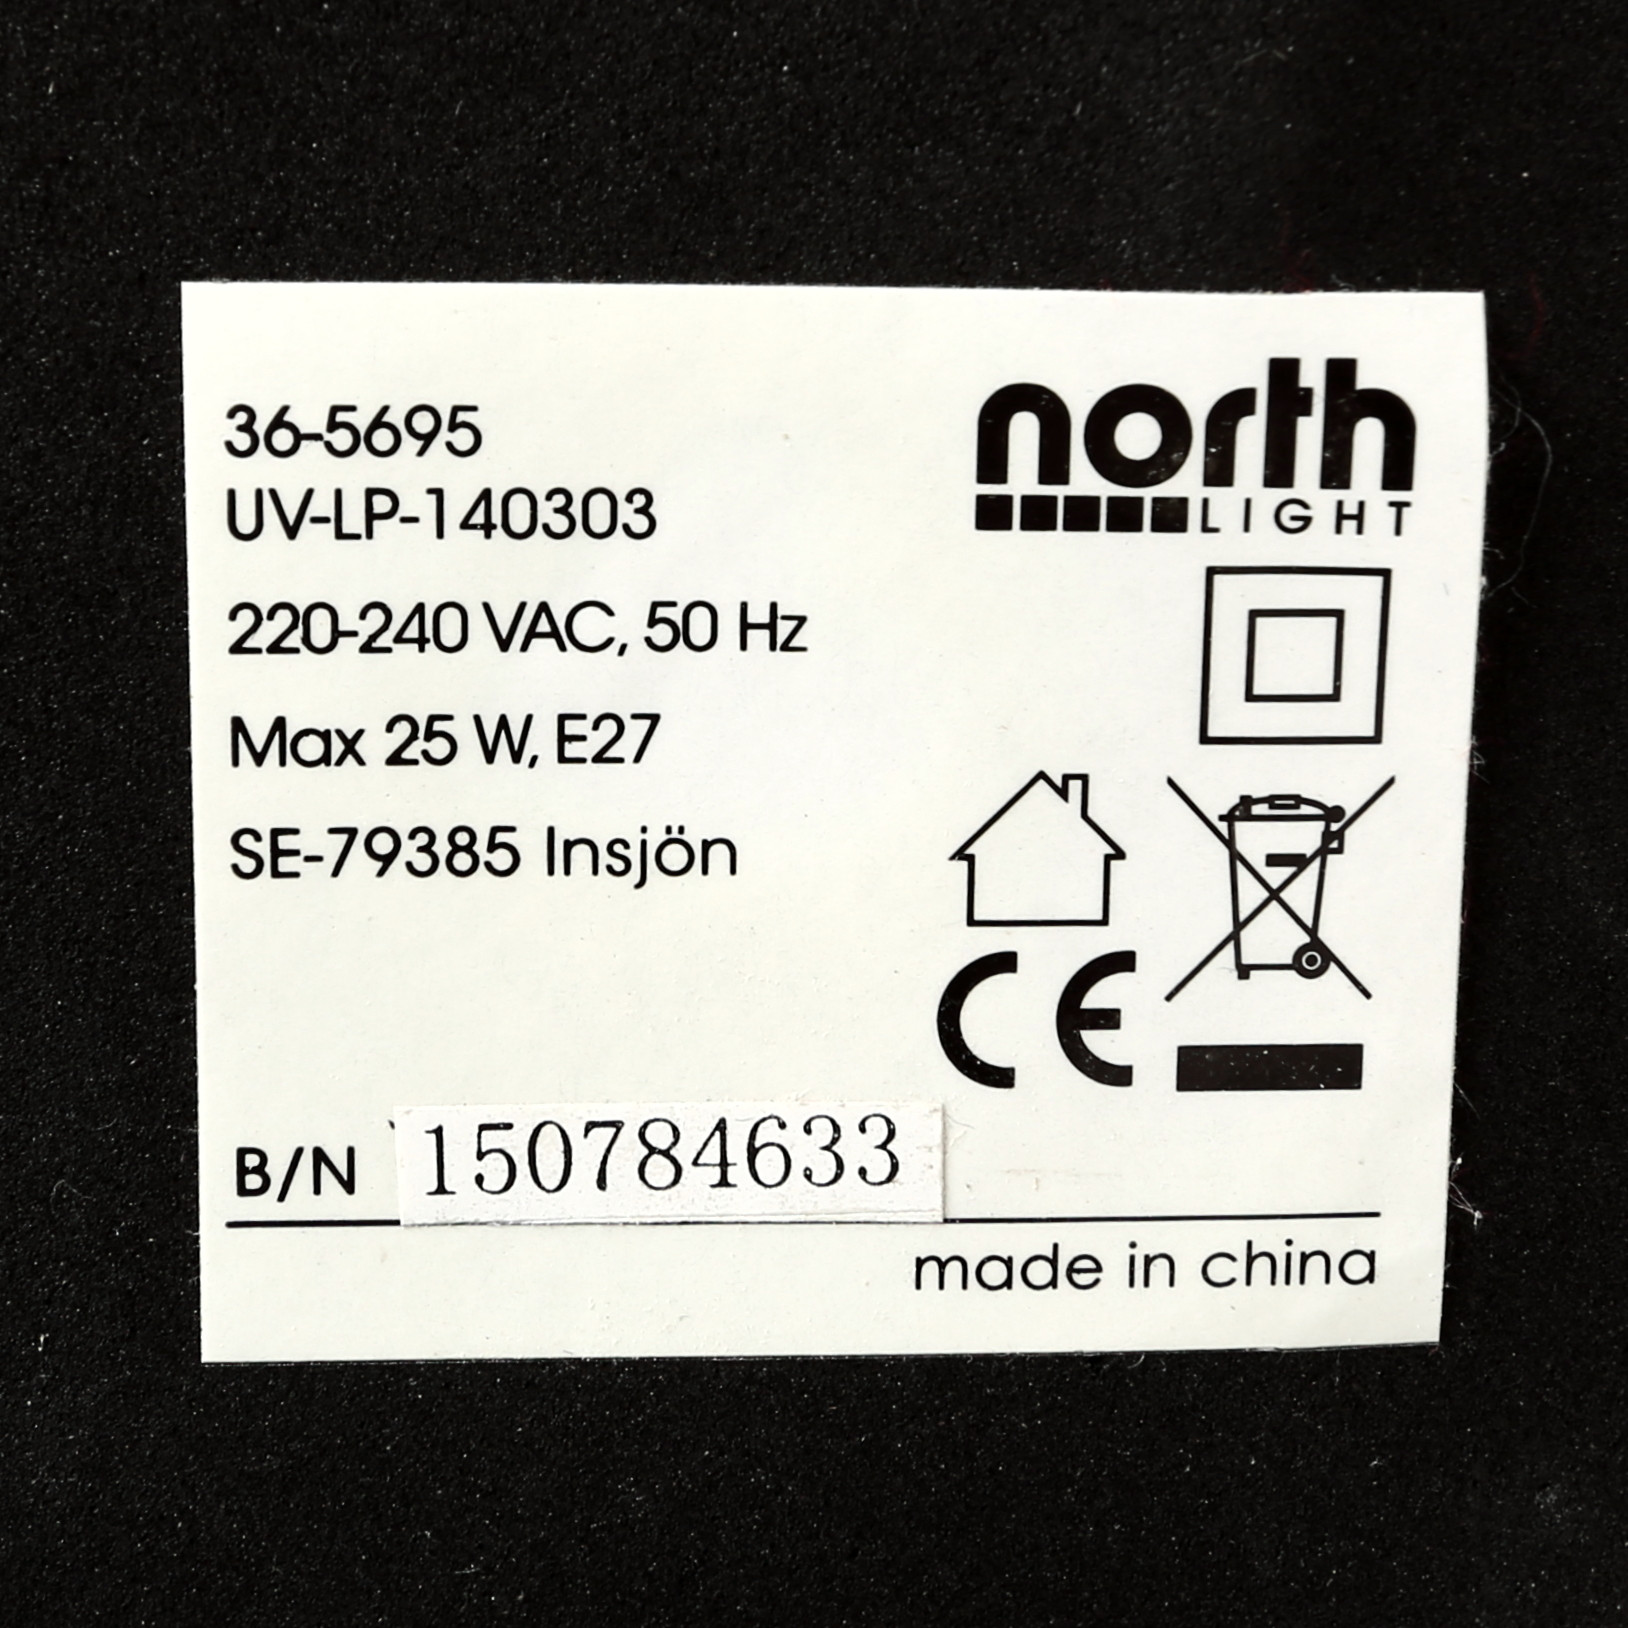 36-5695
UV-LP-140303
220-240 VAC, 50 Hz
Max 25 W, E27
SE-79385 Insjön
north
LIGHT
CE
B/N 150784633
made in china